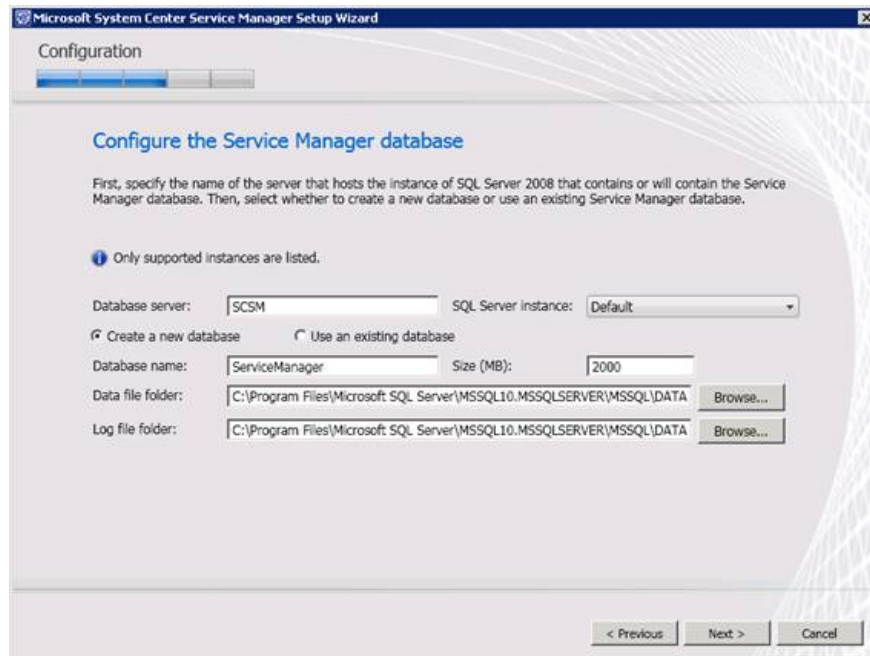 Microsoft System Center Service Manager Setup Wizard
Configuration
Configure the Service Manager database
First, specify the name of the server that hosts the instance of SQL Server 2008 that contains or will contain the Service
Manager database. Then, select whether to create a new database or use an existing Service Manager database.
Only supported instances are listed.
Database server: SCSM SQL Server instance: Default
Create a new database Use an existing database
Database name: ServiceManager Size (MB): 2000
Data file folder: C:\Program Files\Microsoft SQL Server\MSSQL10.MSSQLSERVER\MSSQL\DATA Browse...
Log file folder: C:\Program Files\Microsoft SQL Server\MSSQL10.MSSQLSERVER\MSSQL\DATA Browse...
< Previous Next > Cancel